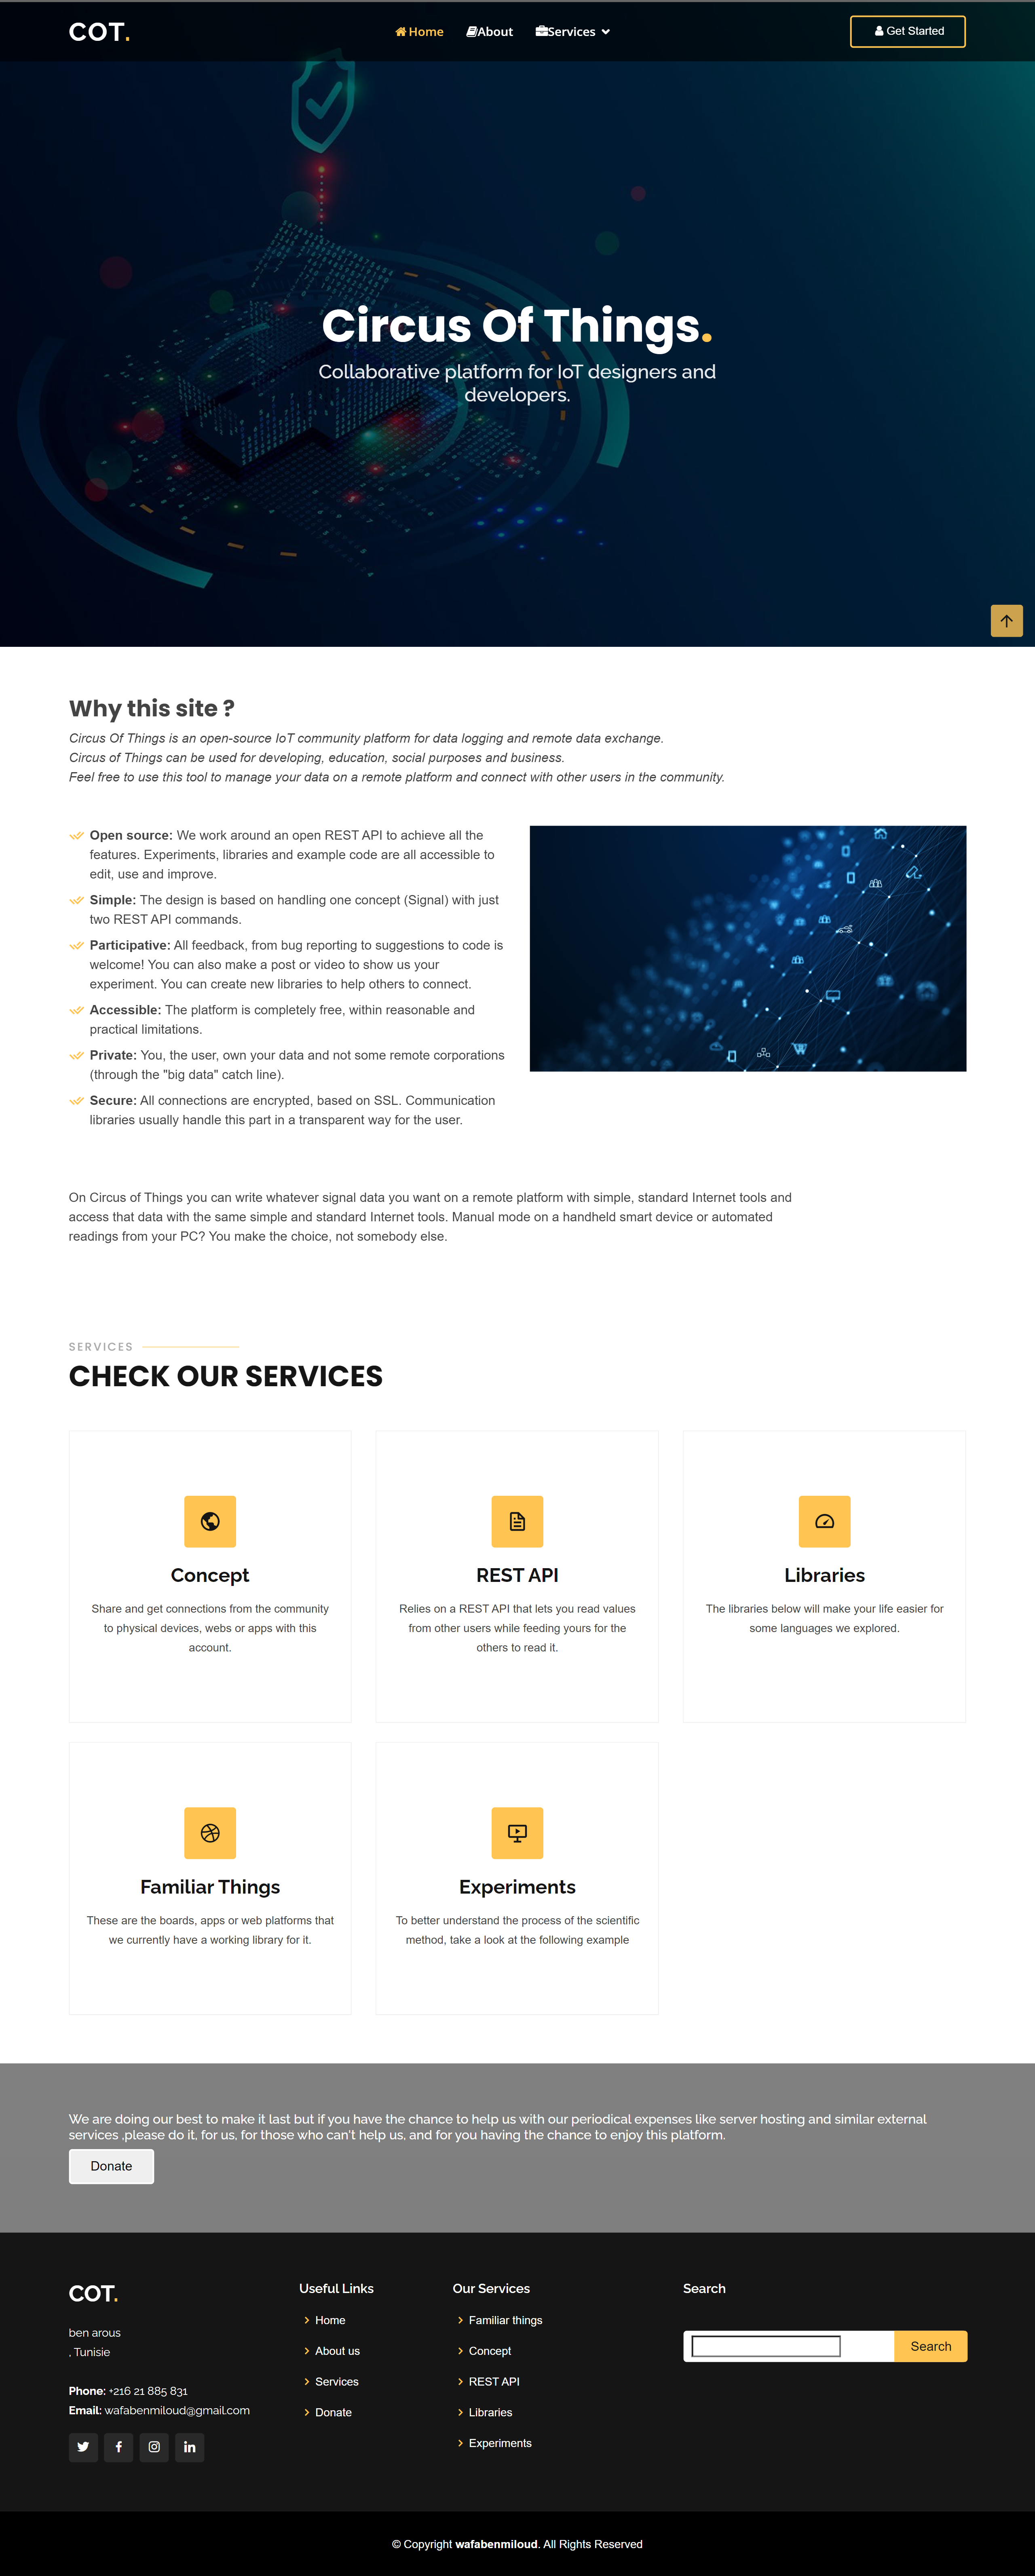 COT.
Home
About
Services
Get Started
Circus Of Things.
Collaborative platform for IoT designers and
developers.
Why this site ?
Circus Of Things is an open-source IoT community platform for data logging and remote data exchange.
Circus of Things can be used for developing, education, social purposes and business.
Feel free to use this tool to manage your data on a remote platform and connect with other users in the community.
Open source: We work around an open REST API to achieve all the
features. Experiments, libraries and example code are all accessible to
edit, use and improve.
Simple: The design is based on handling one concept (Signal) with just
two REST API commands.
Participative: All feedback, from bug reporting to suggestions to code is
welcome! You can also make a post or video to show us your
experiment. You can create new libraries to help others to connect.
Accessible: The platform is completely free, within reasonable and
practical limitations.
Private: You, the user, own your data and not some remote corporations
(through the "big data" catch line).
Secure: All connections are encrypted, based on SSL. Communication
libraries usually handle this part in a transparent way for the user.
On Circus of Things you can write whatever signal data you want on a remote platform with simple, standard Internet tools and
access that data with the same simple and standard Internet tools. Manual mode on a handheld smart device or automated
readings from your PC? You make the choice, not somebody else.
SERVICES
CHECK OUR SERVICES
Concept
Share and get connections from the community
to physical devices, webs or apps with this
account.
REST API
Relies on a REST API that lets you read values
from other users while feeding yours for the
others to read it.
Libraries
The libraries below will make your life easier for
some languages we explored.
Familiar Things
These are the boards, apps or web platforms that
we currently have a working library for it.
Experiments
To better understand the process of the scientific
method, take a look at the following example
We are doing our best to make it last but if you have the chance to help us with our periodical expenses like server hosting and similar external
services ,please do it, for us, for those who can't help us, and for you having the chance to enjoy this platform.
Donate
COT.
ben arous
, Tunisie
Phone: +216 21 885 831
Email: wafabenmiloud@gmail.com
Useful Links
Home
About us
Services
Donate
Our Services
Familiar things
Concept
REST API
Libraries
Experiments
Search
Search
© Copyright wafabenmiloud. All Rights Reserved